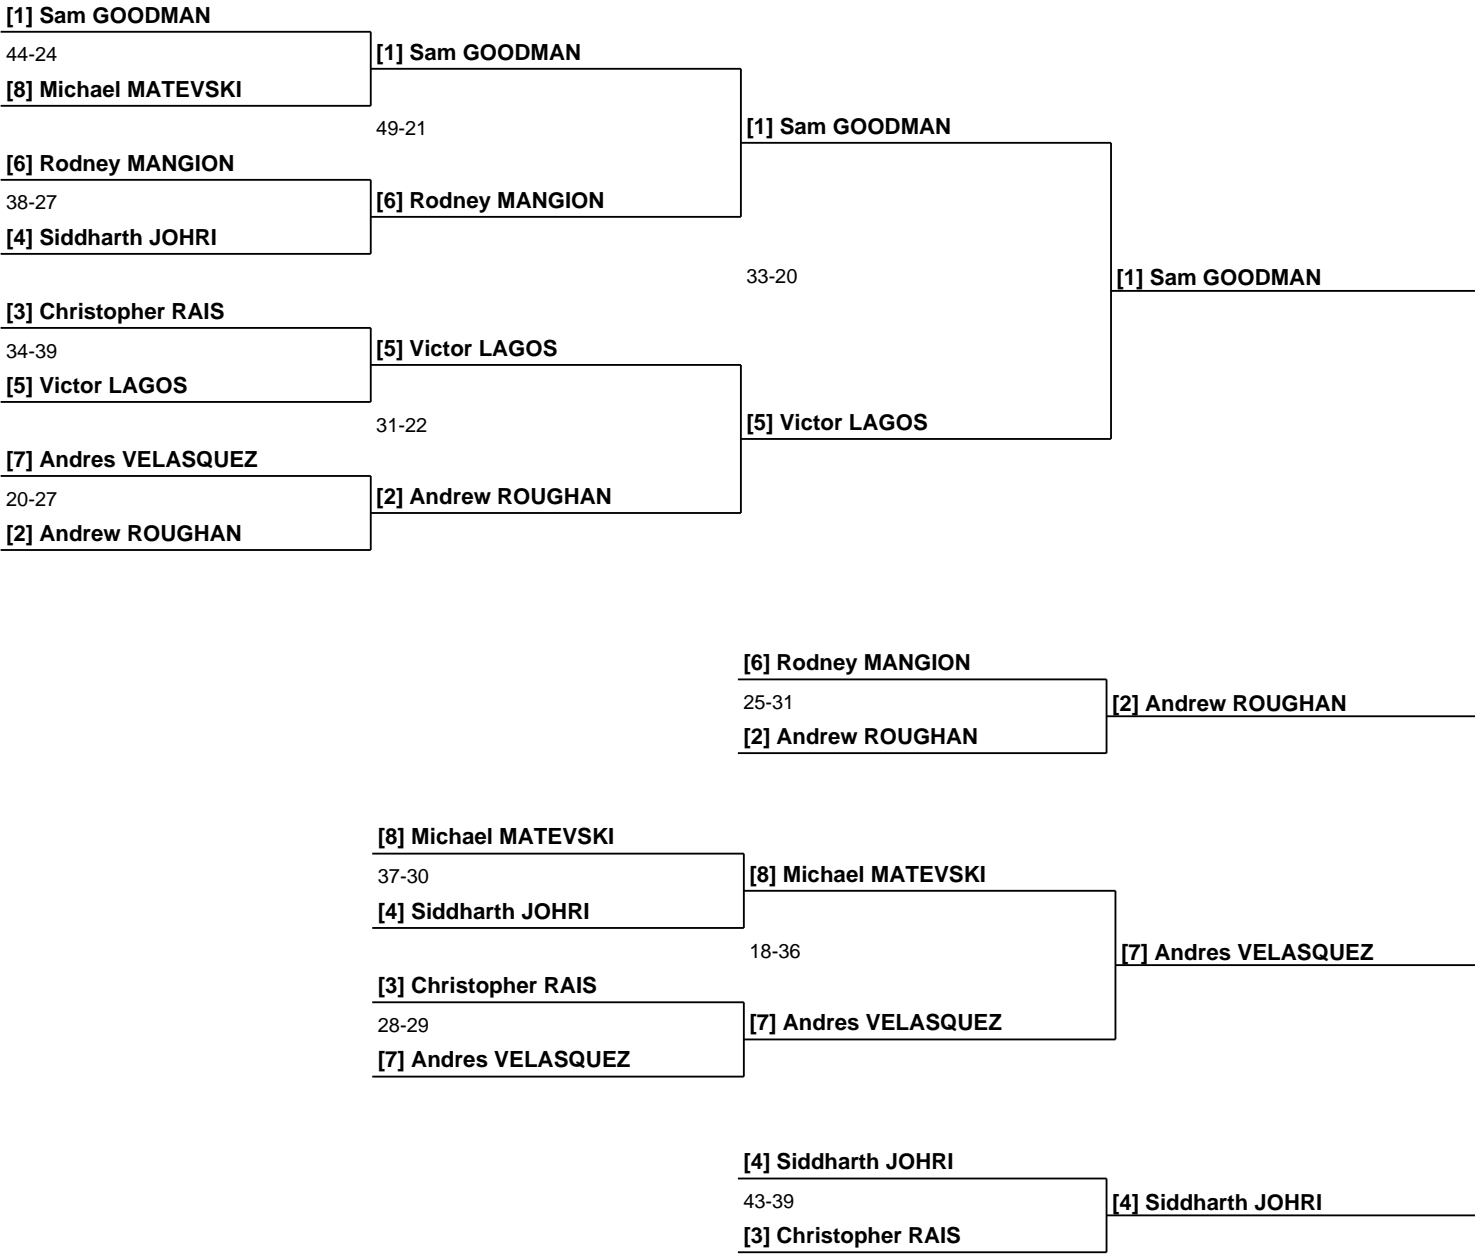 [1] Sam GOODMAN
44-24
[1] Sam GOODMAN
[8] Michael MATEVSKI
49-21
[1] Sam GOODMAN
[6] Rodney MANGION
38-27
[6] Rodney MANGION
[4] Siddharth JOHRI
33-20
[1] Sam GOODMAN
[3] Christopher RAIS
34-39
[5] Victor LAGOS
[5] Victor LAGOS
31-22
[5] Victor LAGOS
[7] Andres VELASQUEZ
20-27
[2] Andrew ROUGHAN
[2] Andrew ROUGHAN
[6] Rodney MANGION
25-31
[2] Andrew ROUGHAN
[2] Andrew ROUGHAN
[8] Michael MATEVSKI
37-30
[8] Michael MATEVSKI
[4] Siddharth JOHRI
18-36
[7] Andres VELASQUEZ
[3] Christopher RAIS
28-29
[7] Andres VELASQUEZ
[7] Andres VELASQUEZ
[4] Siddharth JOHRI
43-39
[4] Siddharth JOHRI
[3] Christopher RAIS